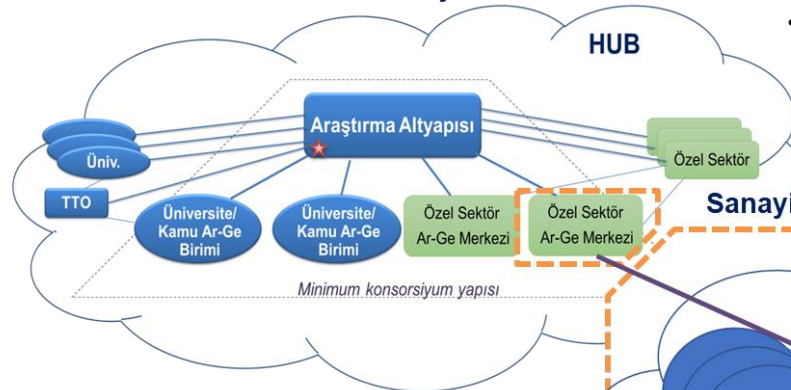 HUB
Araştırma Altyapısı
Üniv.
Özel Sektör
TTO
Üniversite/
Kamu Ar-Ge
Birimi
Üniversite/
Kamu Ar-Ge
Birimi
Özel Sektör
Ar-Ge Merkezi
Özel Sektör
Ar-Ge Merkezi
Sanayi
Minimum konsorsiyum yapısı